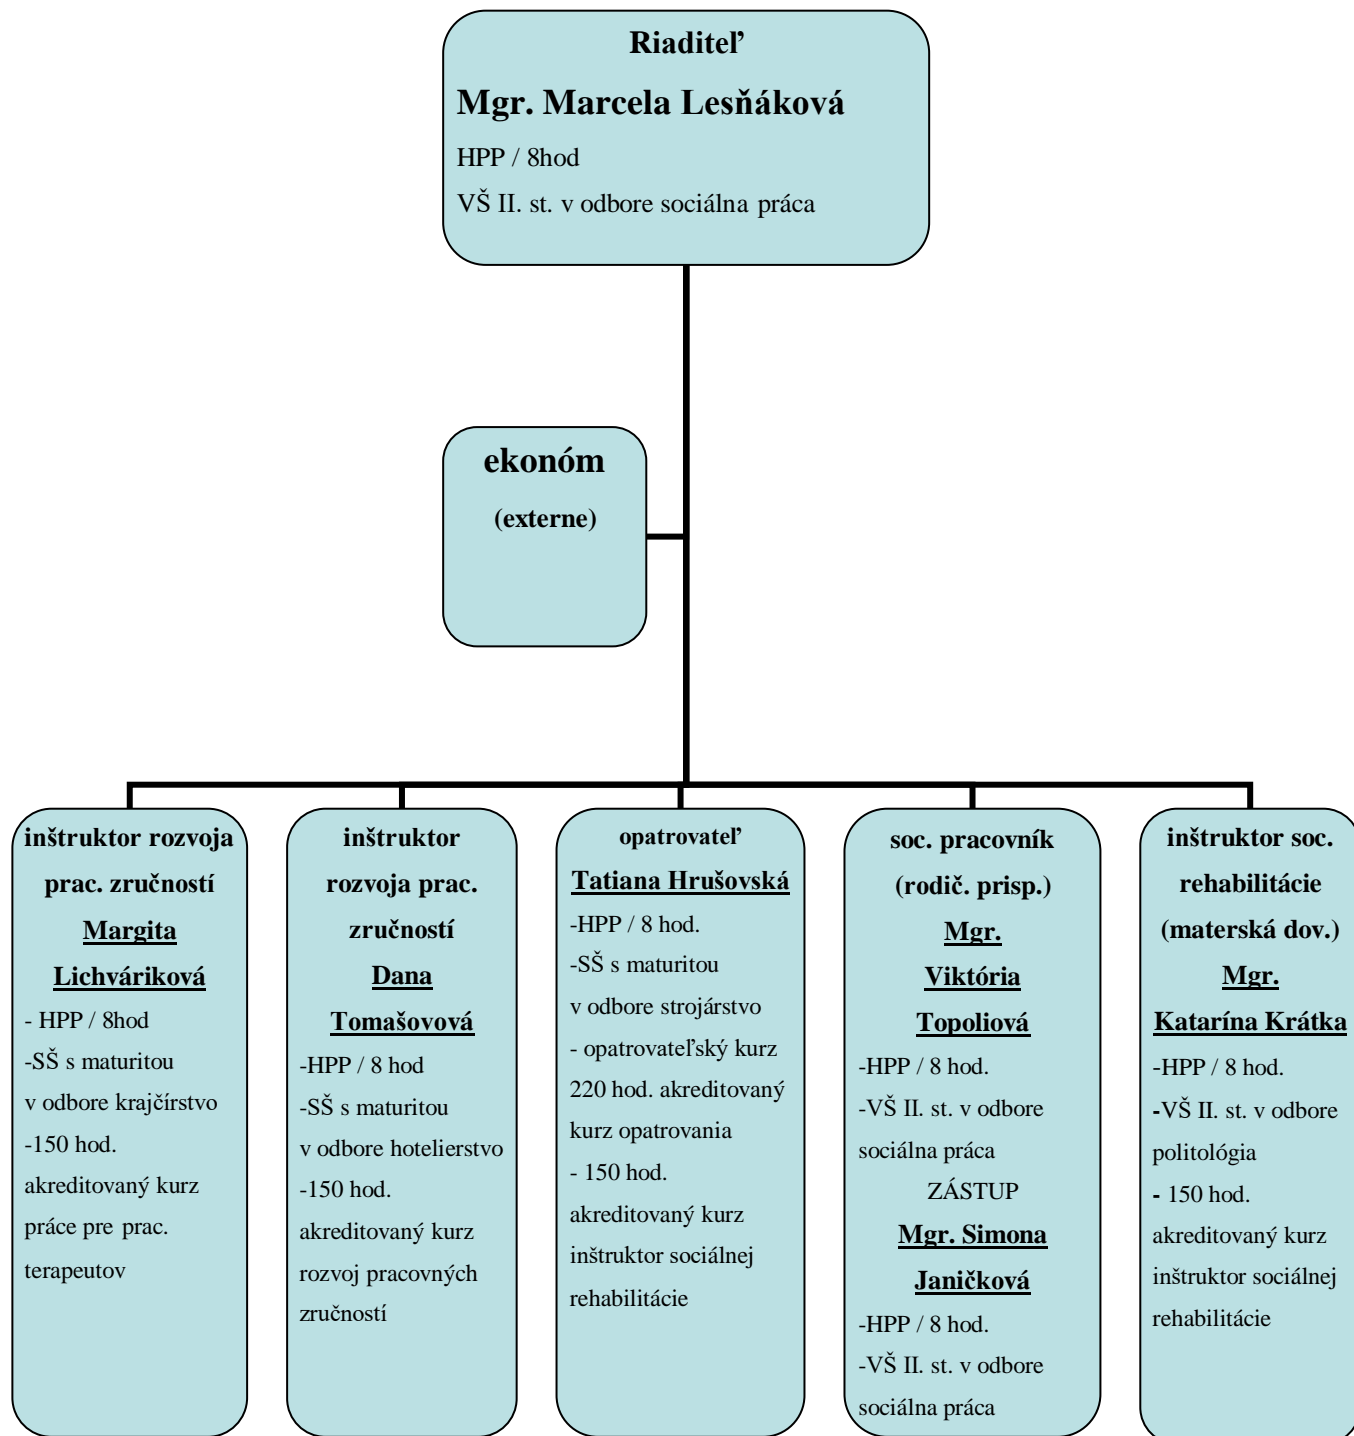 Riaditeľ
Mgr. Marcela Lesňáková
HPP / 8hod
VŠ II. st. v odbore sociálna práca
ekonóm
(externe)
inštruktor rozvoja
prac. zručností
Margita
Lichváriková
- HPP / 8hod
-SŠ s maturitou
v odbore krajčírstvo
-150 hod.
akreditovaný kurz
práce pre prac.
terapeutov
inštruktor
rozvoja prac.
zručností
Dana
Tomašovová
-HPP / 8 hod
-SŠ s maturitou
v odbore hotelierstvo
-150 hod.
akreditovaný kurz
rozvoj pracovných
zručností
opatrovateľ
Tatiana Hrušovská
-HPP / 8 hod.
-SŠ s maturitou
v odbore strojárstvo
- opatrovateľský kurz
220 hod. akreditovaný
kurz opatrovania
- 150 hod.
akreditovaný kurz
inštruktor sociálnej
rehabilitácie
soc. pracovník
(rodič. prisp.)
Mgr.
Viktória
Topoliová
-HPP / 8 hod.
-VŠ II. st. v odbore
sociálna práca
ZÁSTUP
Mgr. Simona
Janičková
-HPP / 8 hod.
-VŠ II. st. v odbore
sociálna práca
inštruktor soc.
rehabilitácie
(materská dov.)
Mgr.
Katarína Krátka
-HPP / 8 hod.
-VŠ II. st. v odbore
politológia
- 150 hod.
akreditovaný kurz
inštruktor sociálnej
rehabilitácie